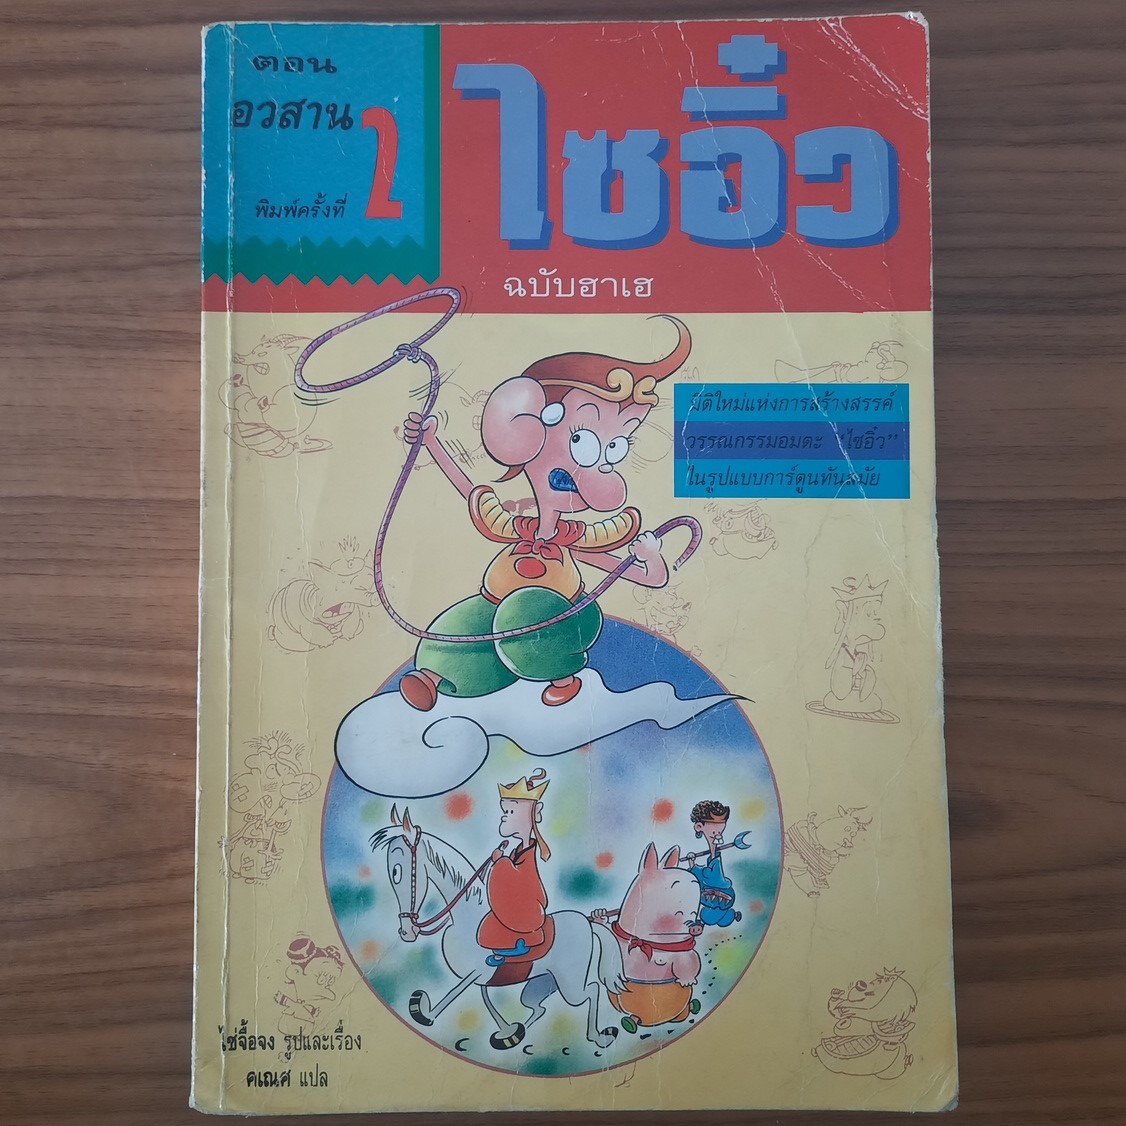 ตอน
อวสาน
พิมพ์ครั้งที่ 2
ไซอิ๋ว
ฉบับฮาเฮ
มิติใหม่แห่งการสร้างสรรค์
วรรณกรรมอมตะ "ไซอิ๋ว"
ในรูปแบบการ์ตูนทันสมัย
ไช่จื้อจง รูปและเรื่อง
คเณศ แปล